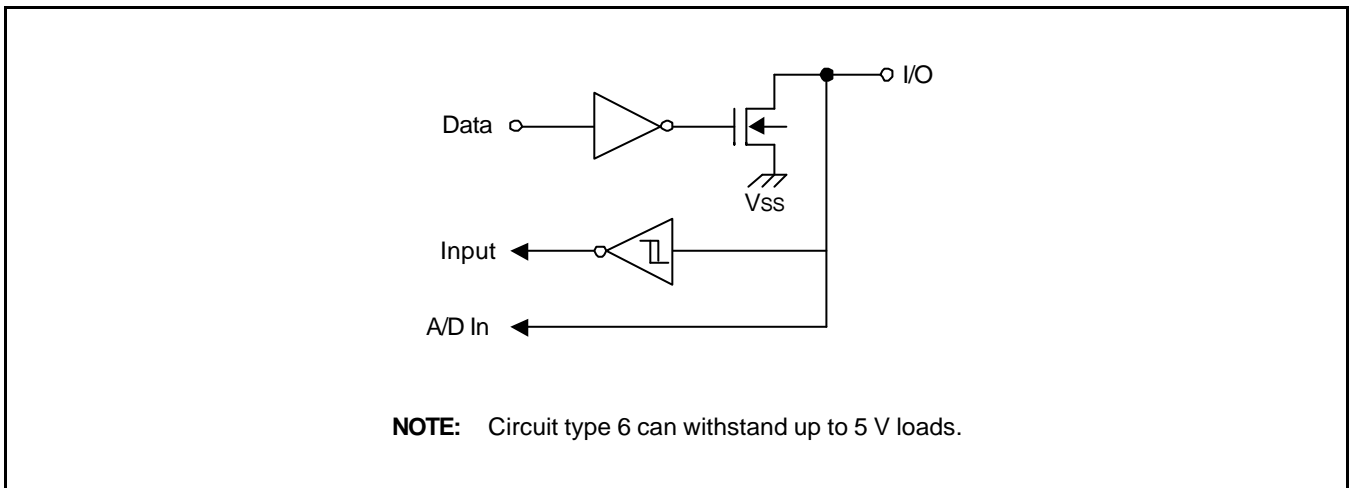 I/O
Data
Vss
Input
A/D In
NOTE: Circuit type 6 can withstand up to 5 V loads.